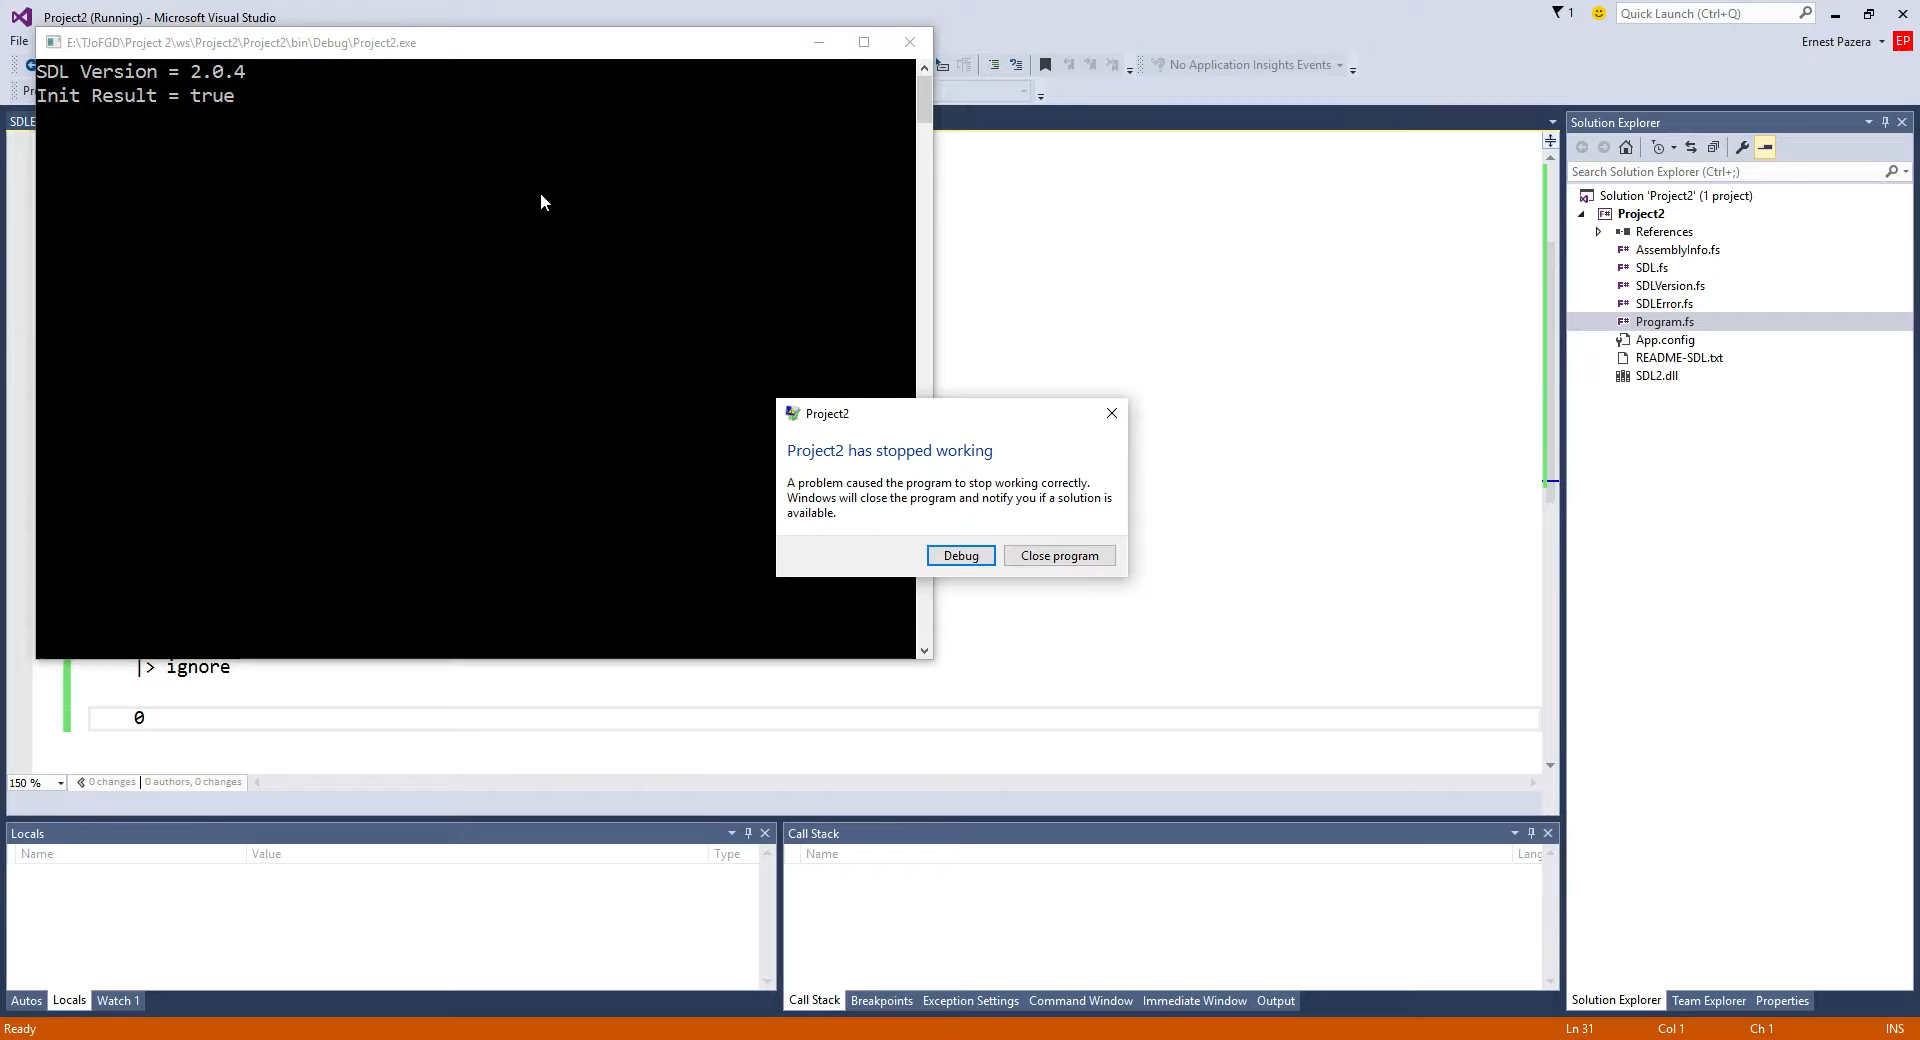 Project2 (Running) - Microsoft Visual Studio
1
Quick Launch (Ctrl+Q)
File
E:\TJoFGD\Project 2\ws\Project2\Project2\bin\Debug\Project2.exe
Ernest Pazera
EP
SDL Version = 2.0.4
Init Result = true
No Application Insights Events
Pr
SDLE
Solution Explorer
Search Solution Explorer (Ctrl+;)
Solution 'Project2' (1 project)
Project2
References
AssemblyInfo.fs
SDL.fs
SDLVersion.fs
SDLError.fs
Program.fs
App.config
README-SDL.txt
SDL2.dll
Project2
Project2 has stopped working
A problem caused the program to stop working correctly.
Windows will close the program and notify you if a solution is
available.
Debug
Close program
|> ignore
0
150 %
0 changes | 0 authors, 0 changes
Locals
Name
Value
Type
Call Stack
Name
Lang
Autos
Locals
Watch 1
Call Stack
Breakpoints
Exception Settings
Command Window
Immediate Window
Output
Solution Explorer
Team Explorer
Properties
Ready
Ln 31
Col 1
Ch 1
INS